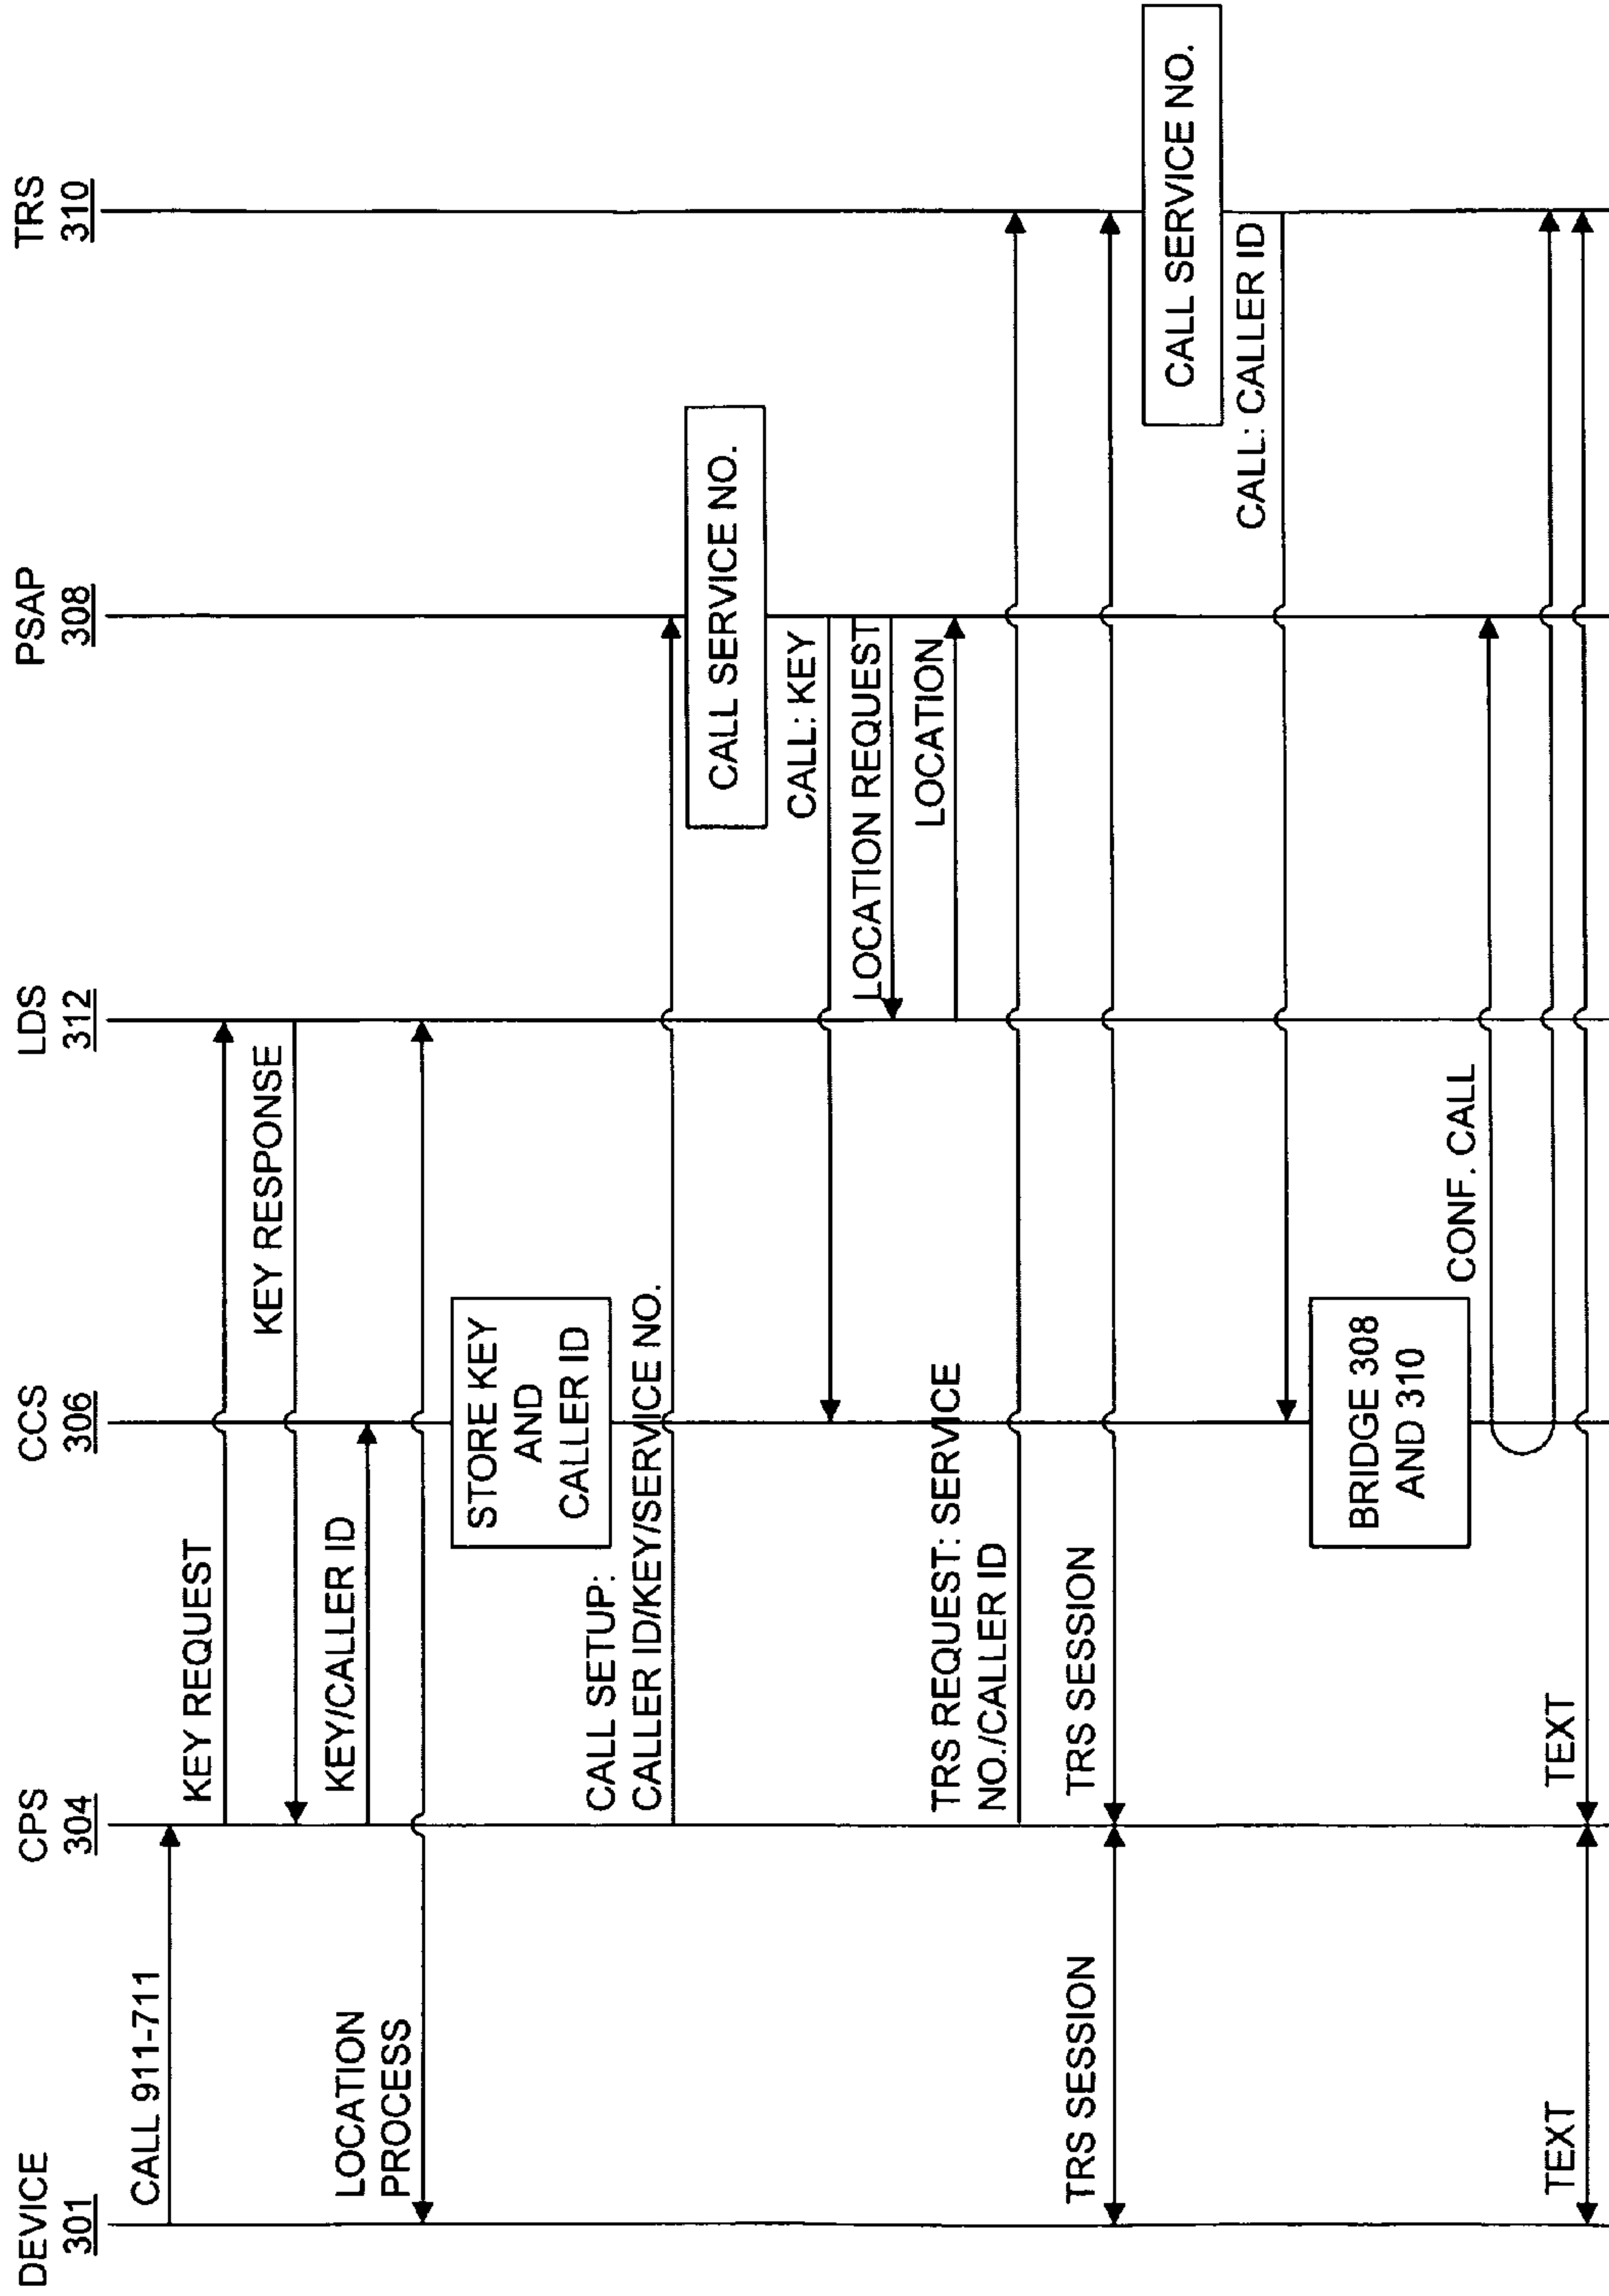 DEVICE
301
CPS
304
CCS
306
LDS
312
PSAP
308
TRS
310
CALL 911-711
KEY REQUEST
KEY RESPONSE
KEY/CALLER ID
LOCATION
PROCESS
STORE KEY
AND
CALLER ID
CALL SETUP:
CALLER ID/KEY/SERVICE NO.
CALL SERVICE NO.
CALL: KEY
LOCATION REQUEST
LOCATION
TRS REQUEST: SERVICE
NO./CALLER ID
TRS SESSION
TRS SESSION
CALL SERVICE NO.
CALL: CALLER ID
BRIDGE 308
AND 310
CONF. CALL
TEXT
TEXT